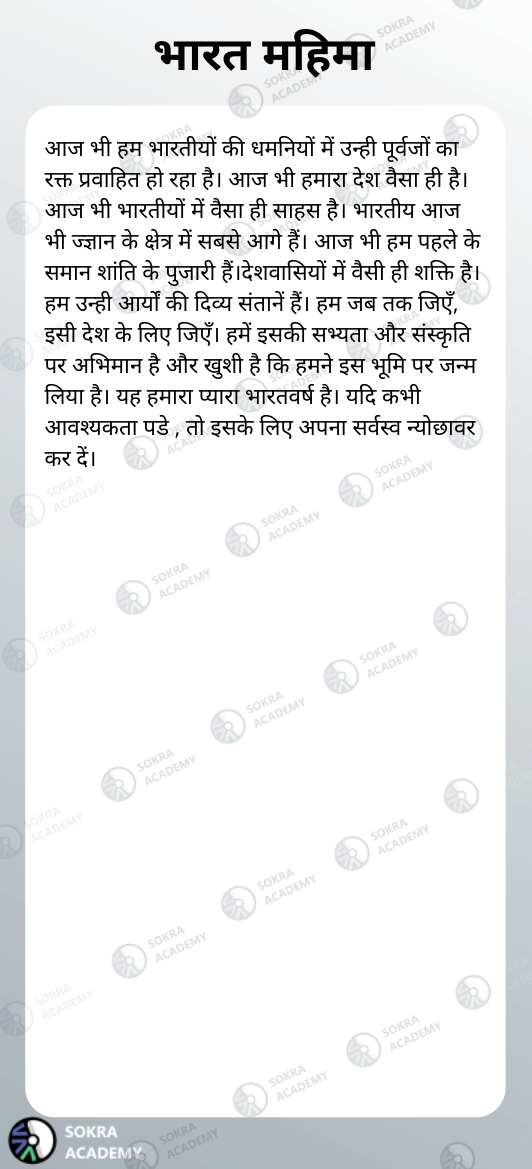 भारत महिमा
आज भी हम भारतीयों की धमनियों में उन्ही पूर्वजों का
रक्त प्रवाहित हो रहा है। आज भी हमारा देश वैसा ही है।
आज भी भारतीयों में वैसा ही साहस है। भारतीय आज
भी ज्ज्ञान के क्षेत्र में सबसे आगे हैं। आज भी हम पहले के
समान शांति के पुजारी हैं।देशवासियों में वैसी ही शक्ति है।
हम उन्ही आर्यों की दिव्य संतानें हैं। हम जब तक जिएँ,
इसी देश के लिए जिएँ। हमें इसकी सभ्यता और संस्कृति
पर अभिमान है और खुशी है कि हमने इस भूमि पर जन्म
लिया है। यह हमारा प्यारा भारतवर्ष है। यदि कभी
आवश्यकता पडे , तो इसके लिए अपना सर्वस्व न्योछावर
कर दें।
SOKRA
ACADEMY